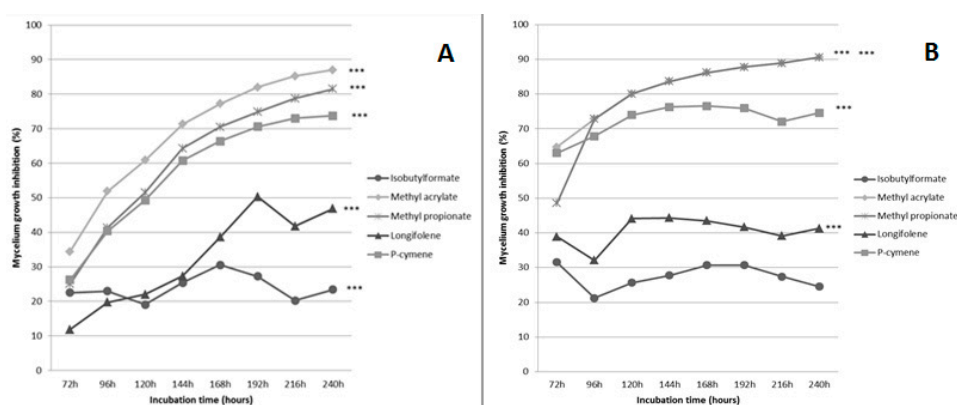 A
Mycelium growth inhibition (%)
100
90
80
70
60
50
40
30
20
10
0
72h 96h 120h 144h 168h 192h 216h 240h
Incubation time (hours)
***
***
***
***
***
Isobutylformate
Methyl acrylate
Methyl propionate
Longifolene
P-cymene
B
Mycelium growth inhibition (%)
100
90
80
70
60
50
40
30
20
10
0
72h 96h 120h 144h 168h 192h 216h 240h
Incubation time (hours)
*** ***
***
***
Isobutylformate
Methyl acrylate
Methyl propionate
Longifolene
P-cymene